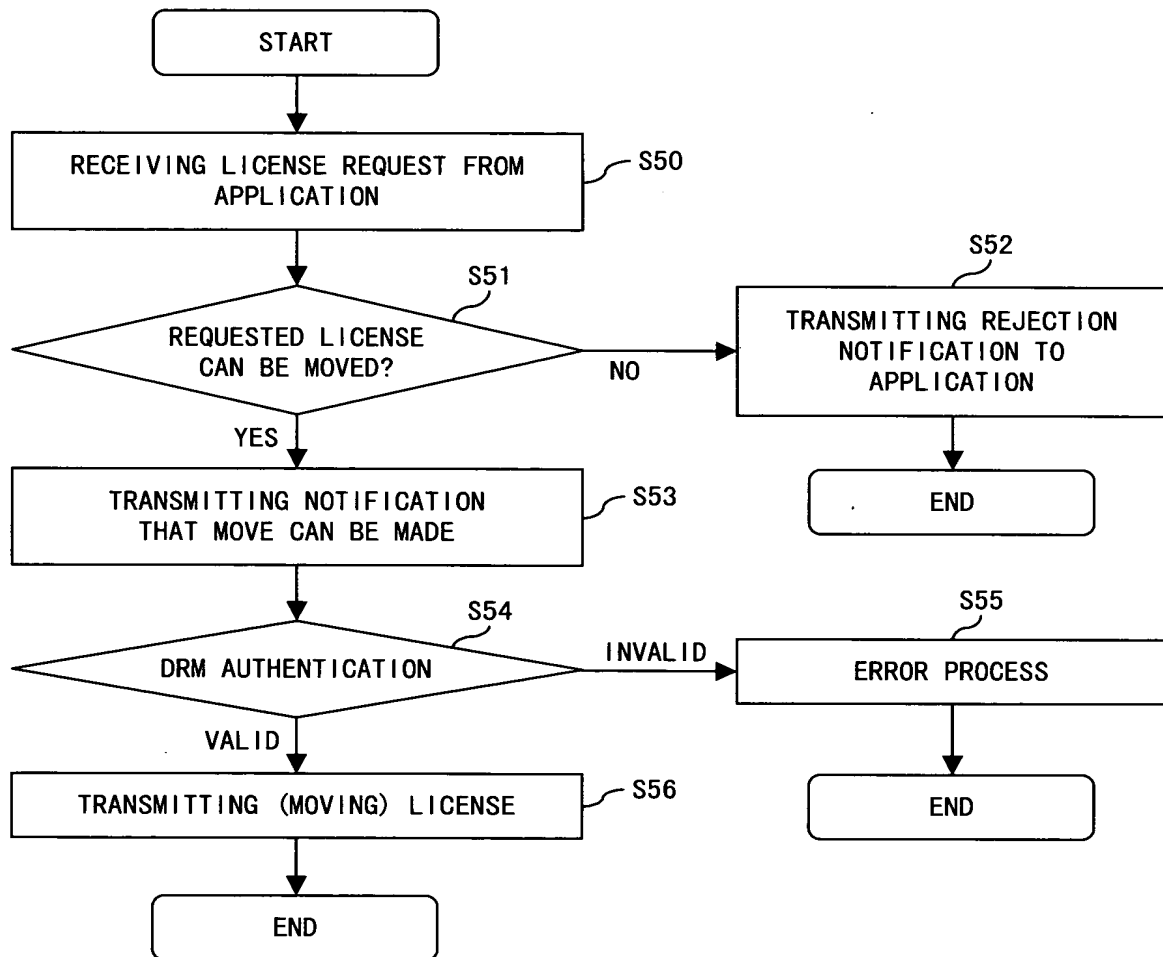 START
RECEIVING LICENSE REQUEST FROM
APPLICATION
S50
S51
REQUESTED LICENSE
CAN BE MOVED?
NO
YES
S52
TRANSMITTING REJECTION
NOTIFICATION TO
APPLICATION
END
TRANSMITTING NOTIFICATION
THAT MOVE CAN BE MADE
S53
S54
DRM AUTHENTICATION
INVALID
VALID
S55
ERROR PROCESS
END
TRANSMITTING (MOVING) LICENSE
S56
END